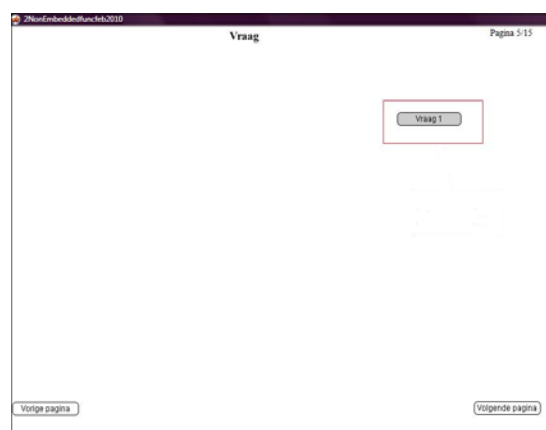 2NonEmbeddedfuncfeb2010
Vraag
Pagina 5/15
Vraag 1
Vorige pagina
Volgende pagina